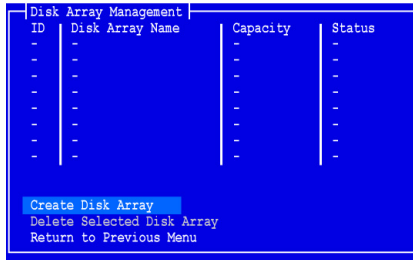 Disk Array Management
ID Disk Array Name Capacity Status
- - - -
- - - -
- - - -
- - - -
- - - -
- - - -
- - - -
- - - -
Create Disk Array
Delete Selected Disk Array
Return to Previous Menu